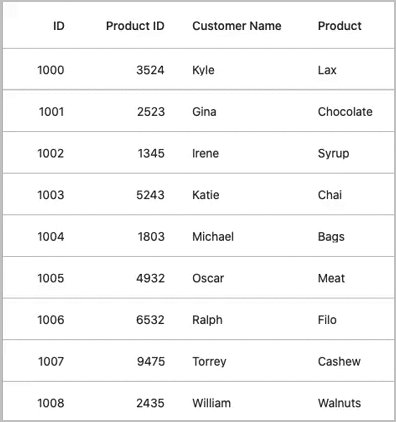 ID Product ID Customer Name Product
1000 3524 Kyle Lax
1001 2523 Gina Chocolate
1002 1345 Irene Syrup
1003 5243 Katie Chai
1004 1803 Michael Bags
1005 4932 Oscar Meat
1006 6532 Ralph Filo
1007 9475 Torrey Cashew
1008 2435 William Walnuts